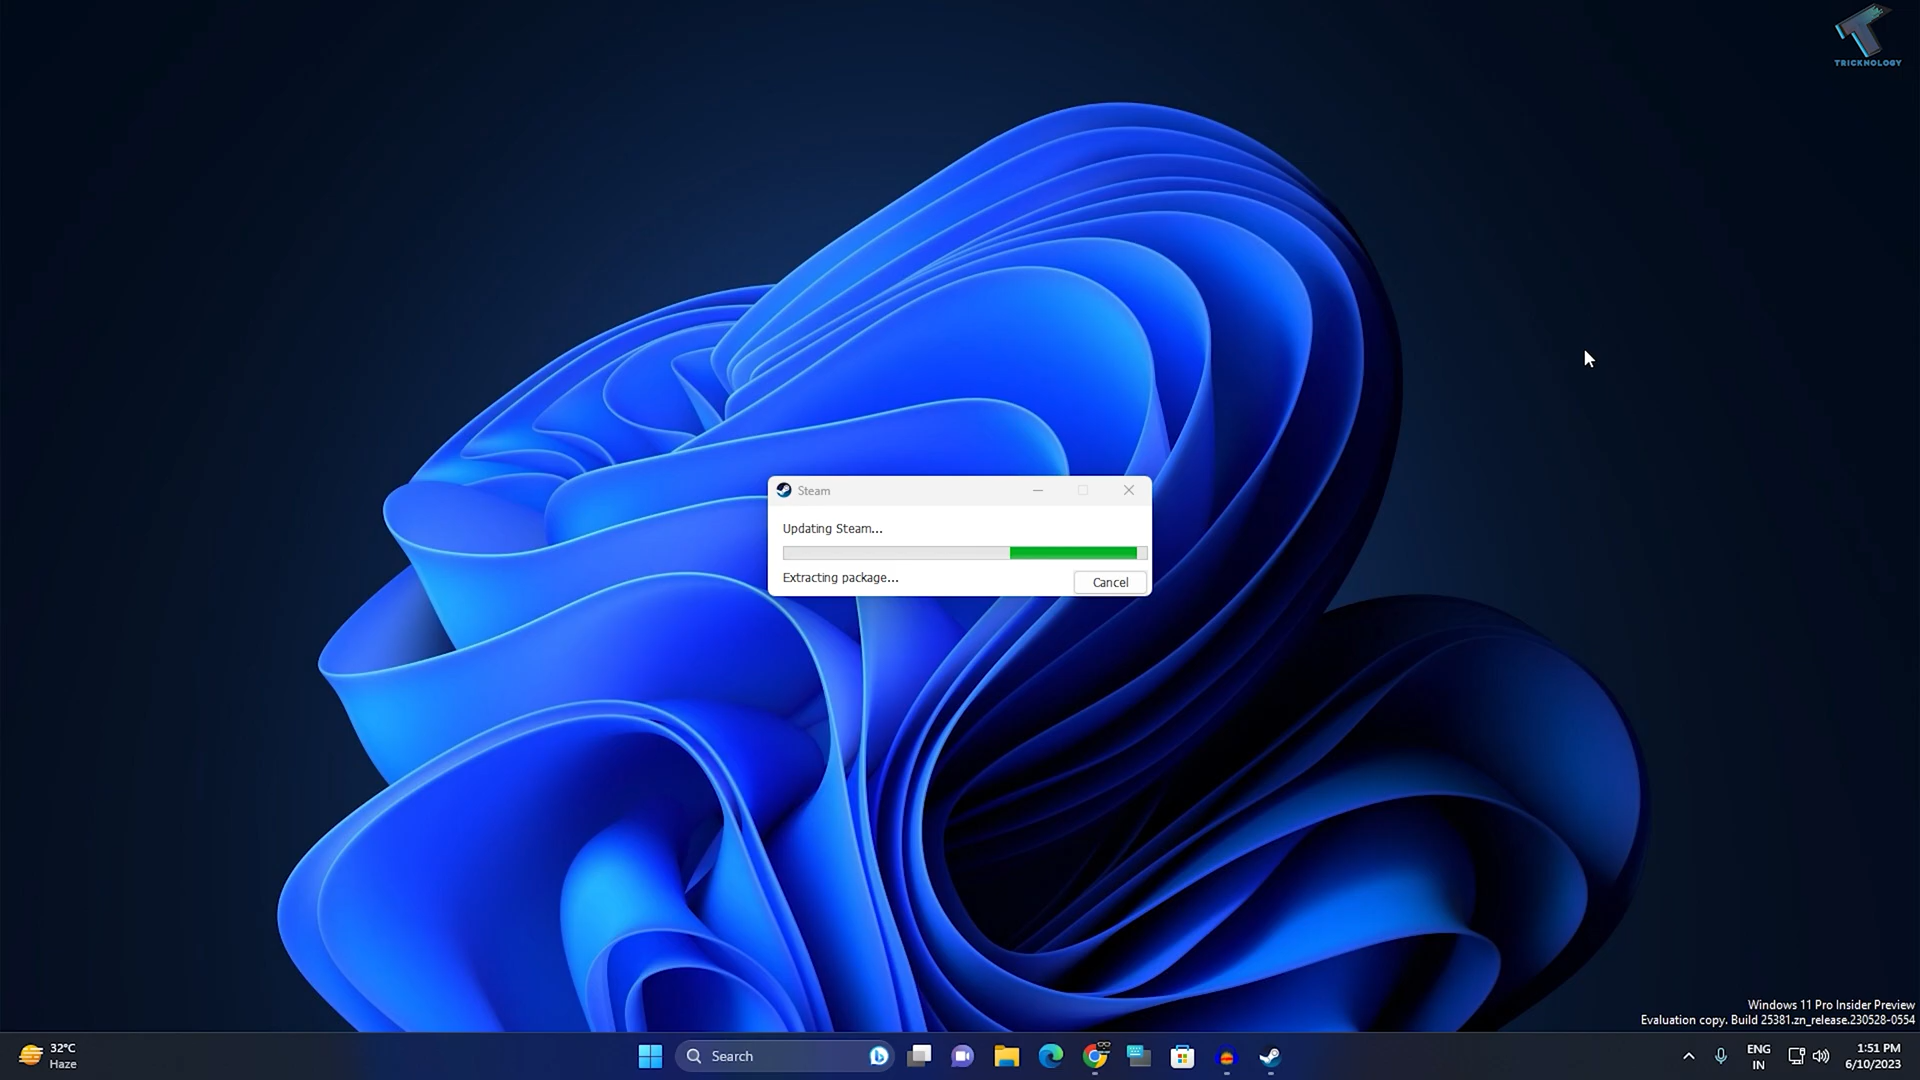 TRICKNOLOGY
Steam
Updating Steam...
Extracting package...
Cancel
Windows 11 Pro Insider Preview
Evaluation copy. Build 25381.zn_release.230528-0554
32°C
Haze
Search
ENG
IN
1:51 PM
6/10/2023